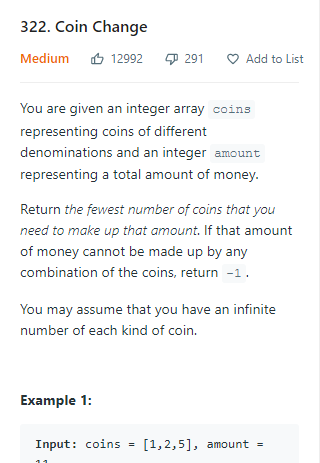 322. Coin Change
Medium 12992 291 Add to List
You are given an integer array coins
representing coins of different
denominations and an integer amount
representing a total amount of money.
Return the fewest number of coins that you
need to make up that amount. If that amount
of money cannot be made up by any
combination of the coins, return -1.
You may assume that you have an infinite
number of each kind of coin.
Example 1:
Input: coins = [1,2,5], amount =